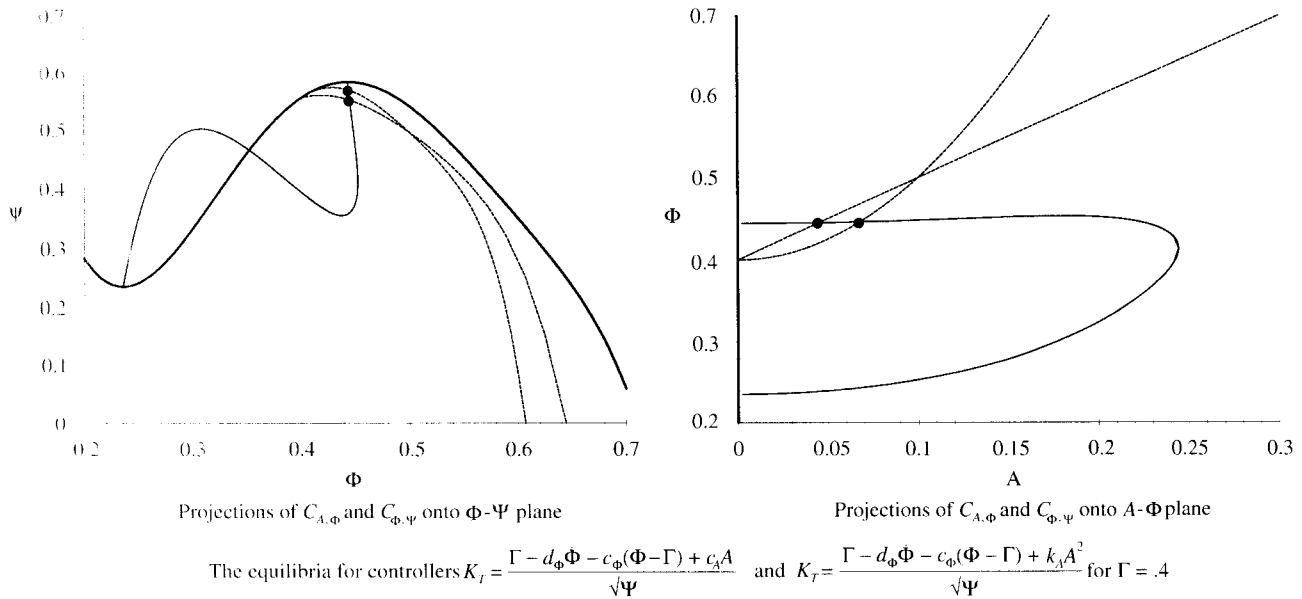 0.7
0.6
0.5
0.4
0.3
0.2
0.1
0
Ψ
0.2 0.3 0.4 0.5 0.6 0.7
Φ
Projections of C_{A,Φ} and C_{Φ,Ψ} onto Φ-Ψ plane
0.7
0.6
0.5
0.4
0.3
0.2
Φ
0 0.05 0.1 0.15 0.2 0.25 0.3
A
Projections of C_{A,Φ} and C_{Φ,Ψ} onto A-Φ plane
The equilibria for controllers K_T = \frac{Γ − d_Φ Φ − c_Φ(Φ−Γ) + c_A A}{√Ψ} and K_T = \frac{Γ − d_Φ \dot{Φ} − c_Φ(Φ − Γ) + k_A A^2}{√Ψ} for Γ = .4